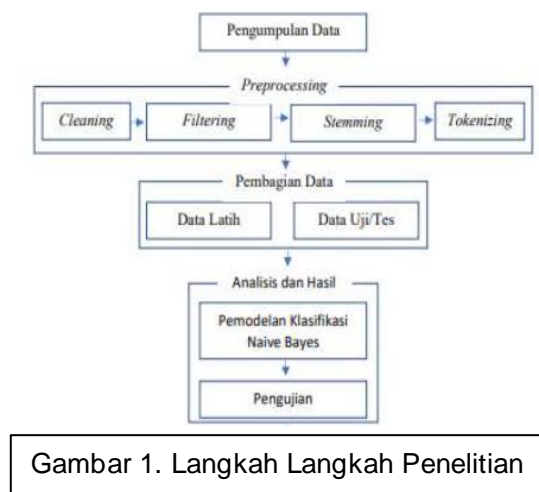 Pengumpulan Data
Preprocessing
Cleaning
Filtering
Stemming
Tokenizing
Pembagian Data
Data Latih
Data Uji/Tes
Analisis dan Hasil
Pemodelan Klasifikasi
Naive Bayes
Pengujian
Gambar 1. Langkah Langkah Penelitian